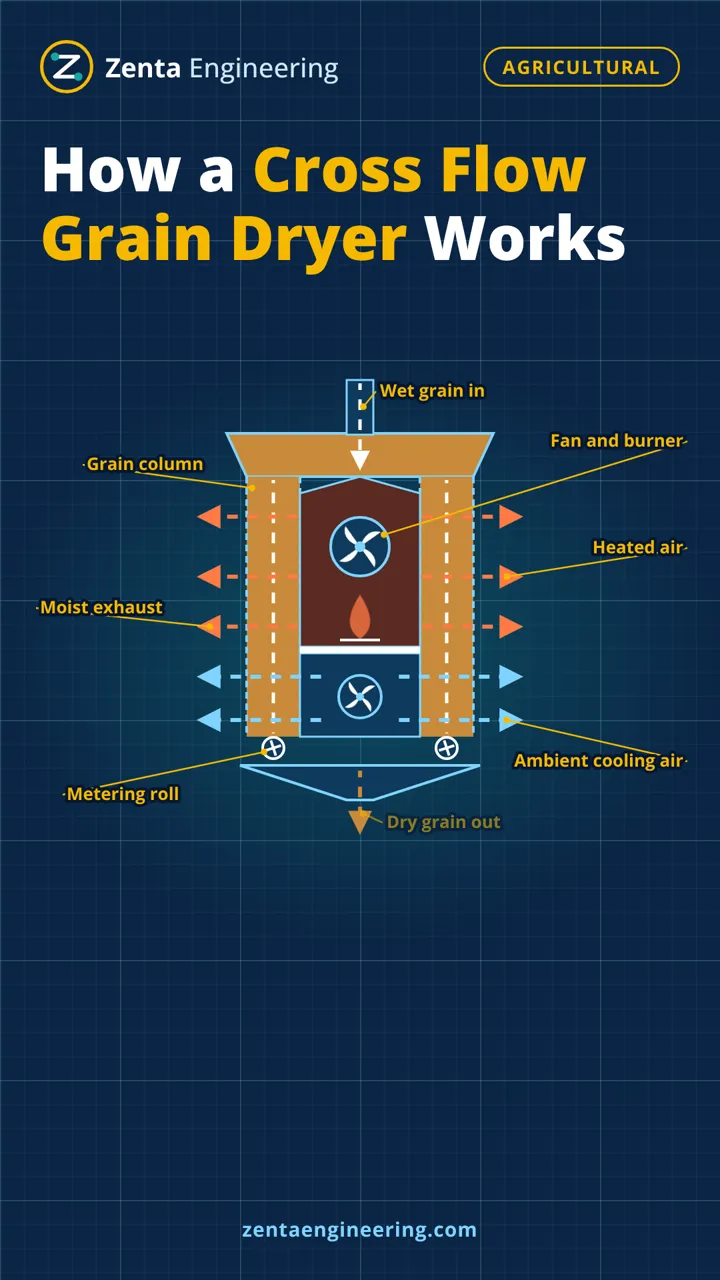 Zenta Engineering
AGRICULTURAL
How a Cross Flow
Grain Dryer Works
Wet grain in
Fan and burner
Grain column
Heated air
Moist exhaust
Ambient cooling air
Metering roll
Dry grain out
zentaengineering.com